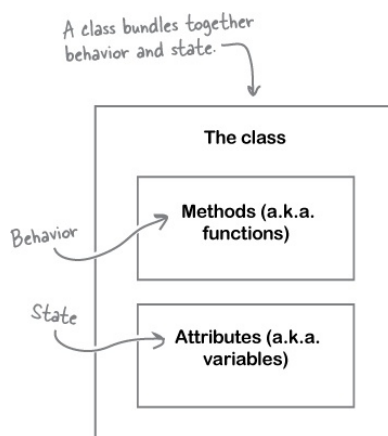 A class bundles together
behavior and state.
The class
Methods (a.k.a.
functions)
Behavior
State
Attributes (a.k.a.
variables)